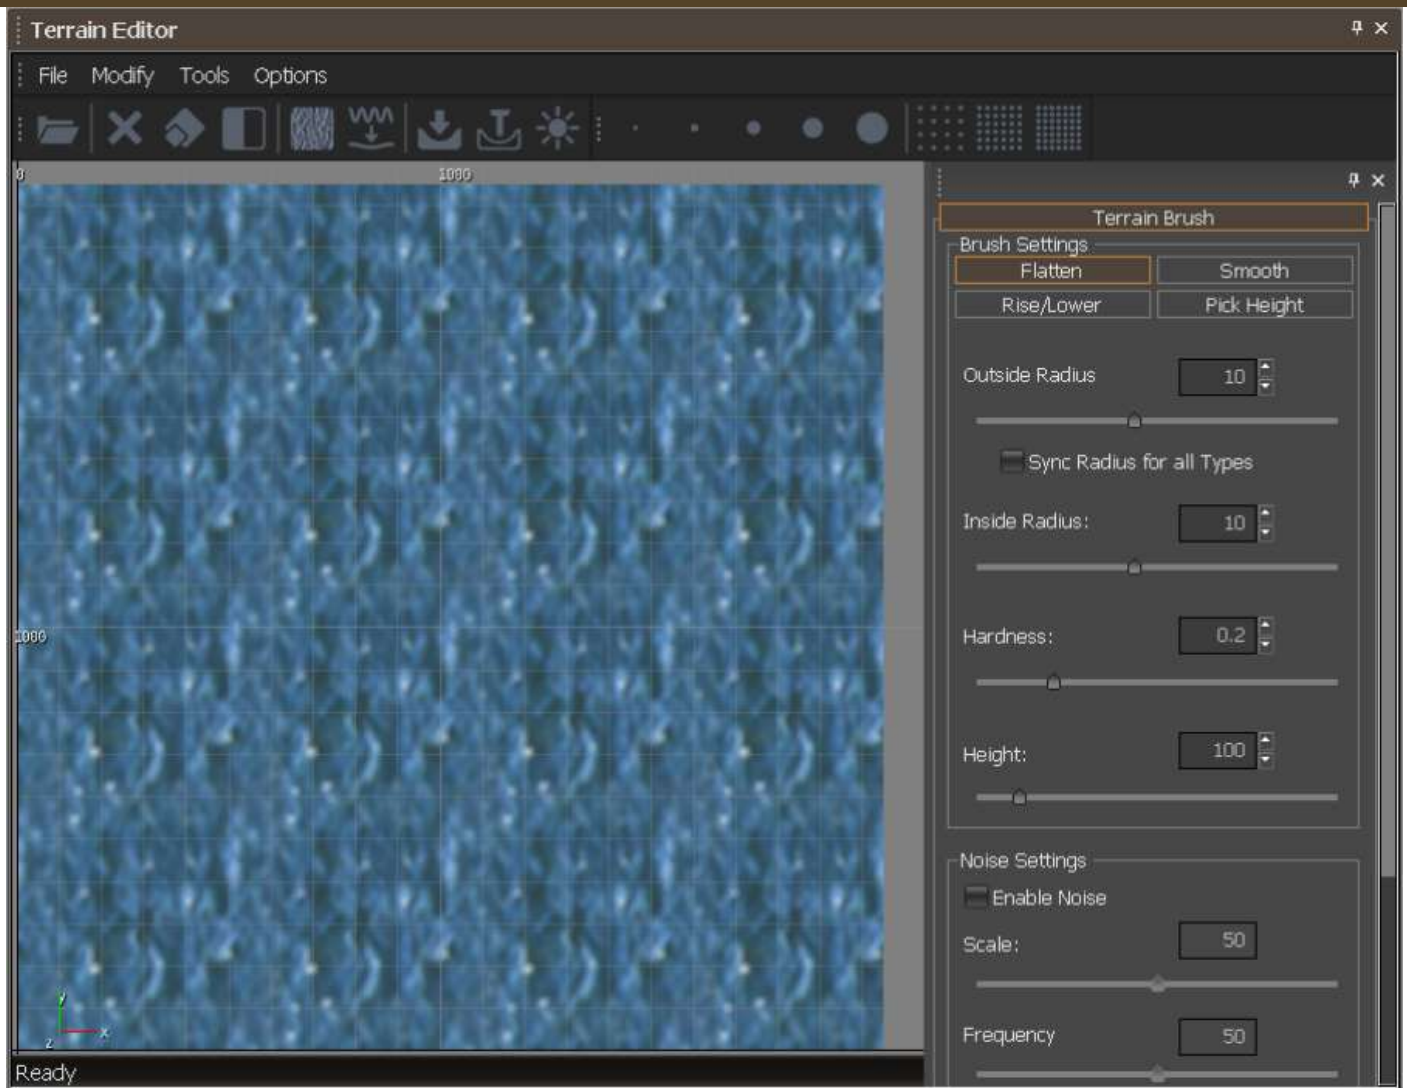 Terrain Editor
File Modify Tools Options
0 1000
Terrain Brush
Brush Settings
Flatten Smooth
Rise/Lower Pick Height
Outside Radius 10
Sync Radius for all Types
Inside Radius: 10
1000
Hardness: 0.2
Height: 100
Noise Settings
Enable Noise
Scale: 50
Frequency 50
y
x
z
Ready